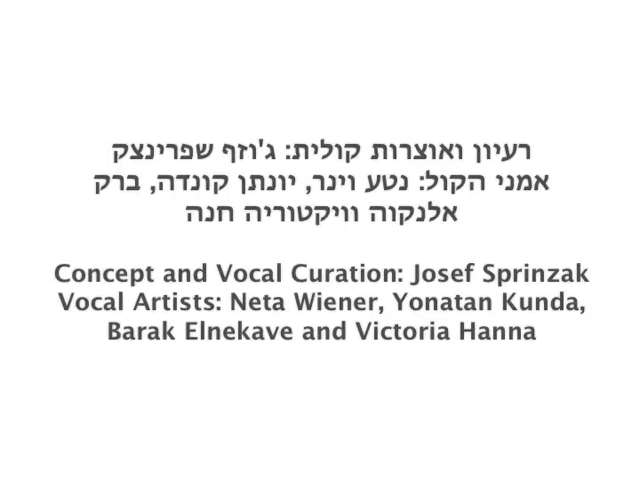 רעיון ואוצרות קולית: ג'וזף שפרינצק
אמני הקול: נטע וינר, יונתן קונדה, ברק
אלנקוה וויקטוריה חנה
Concept and Vocal Curation: Josef Sprinzak
Vocal Artists: Neta Wiener, Yonatan Kunda,
Barak Elnekave and Victoria Hanna